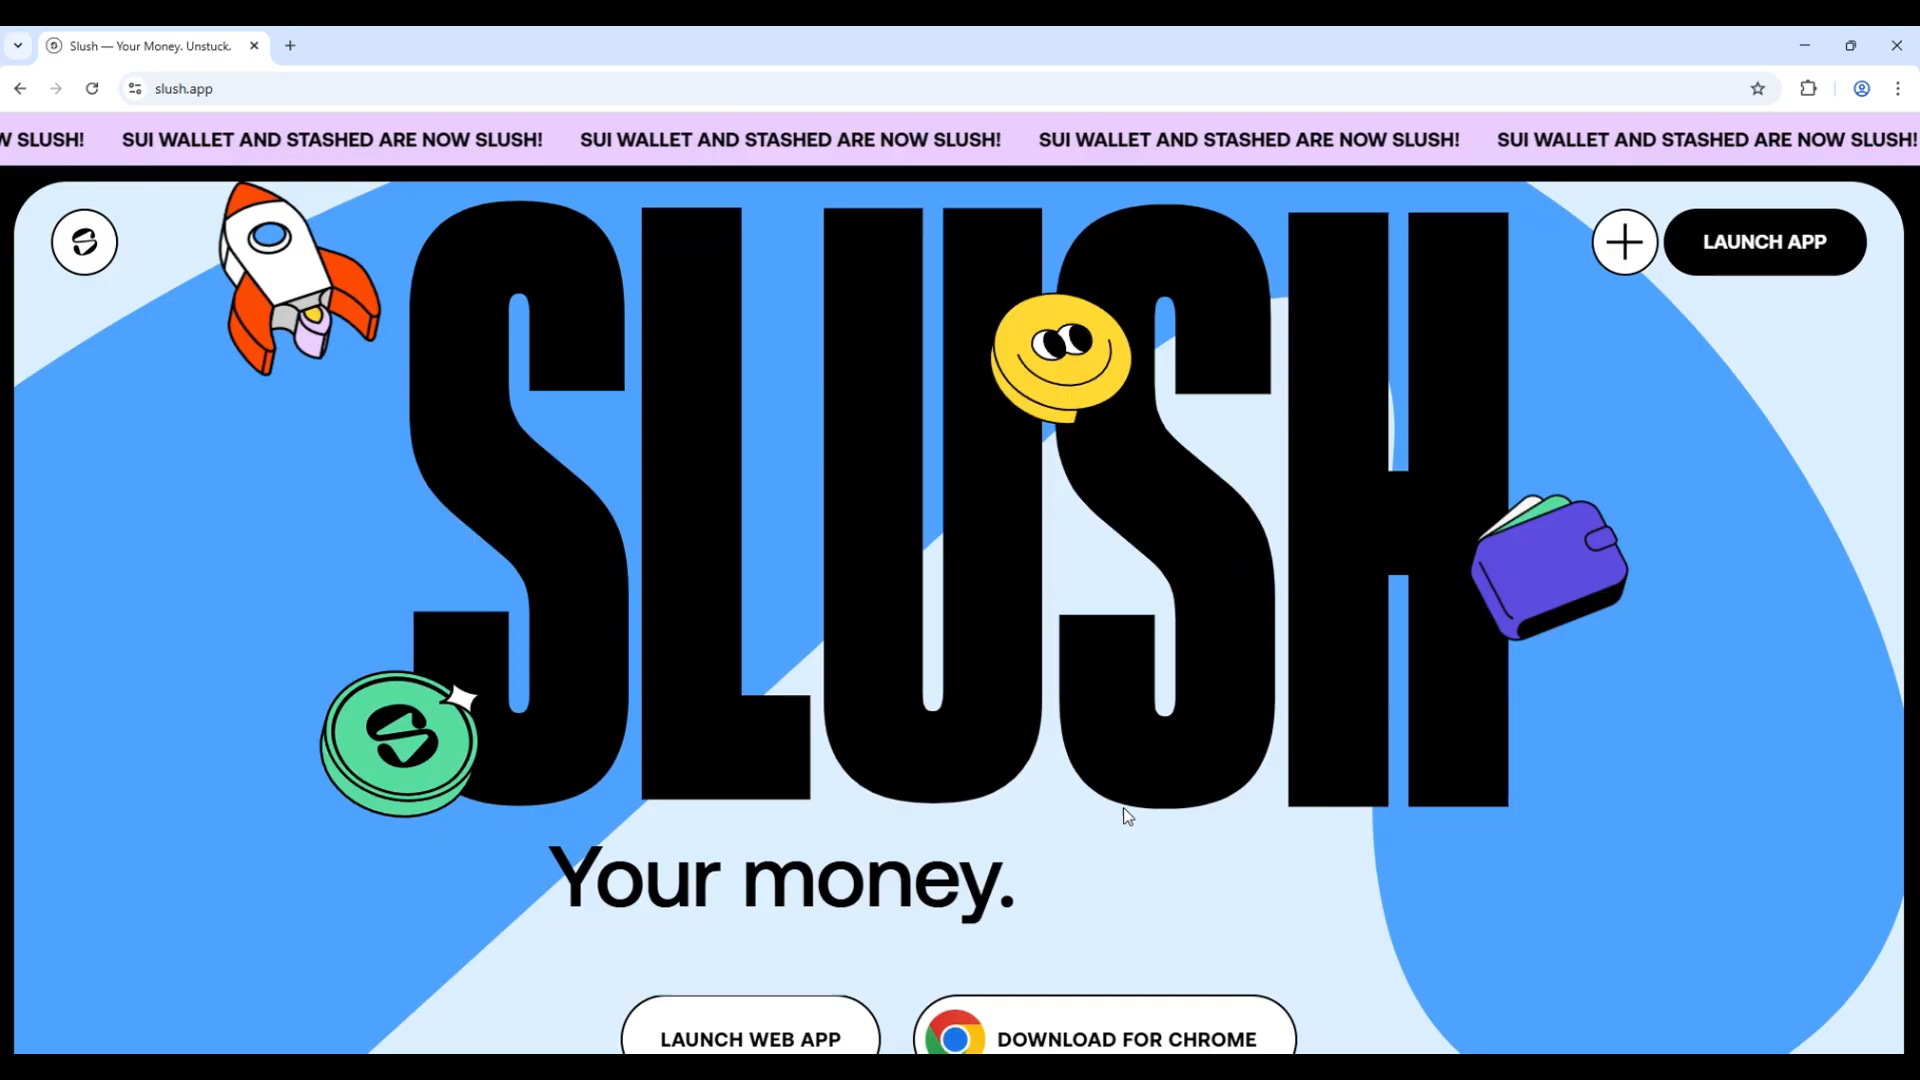 Slush — Your Money. Unstuck.
slush.app
W SLUSH! SUI WALLET AND STASHED ARE NOW SLUSH! SUI WALLET AND STASHED ARE NOW SLUSH! SUI WALLET AND STASHED ARE NOW SLUSH! SUI WALLET AND STASHED ARE NOW SLUSH!
LAUNCH APP
SLUSH
Your money.
LAUNCH WEB APP
DOWNLOAD FOR CHROME